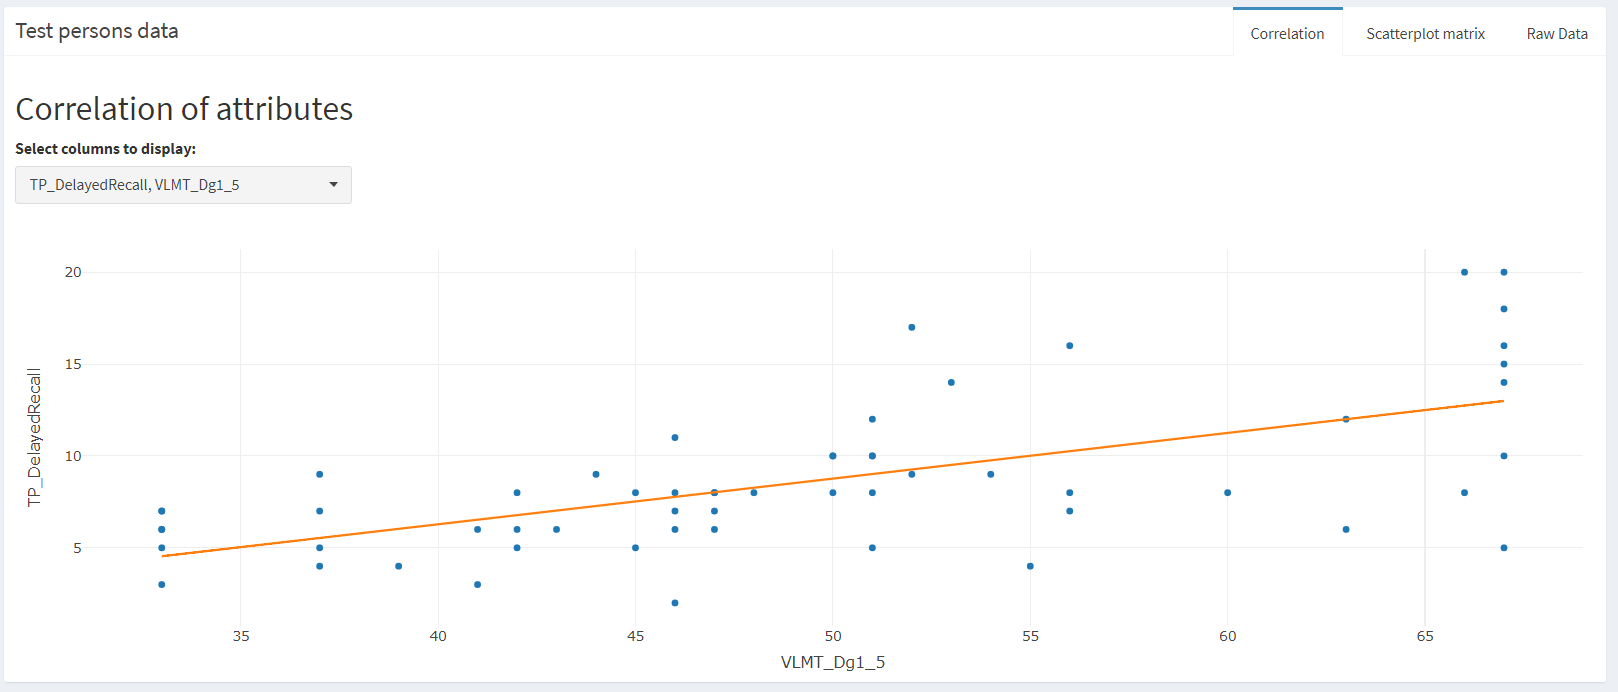 Test persons data
Correlation
Scatterplot matrix
Raw Data
Correlation of attributes
Select columns to display:
TP_DelayedRecall, VLMT_Dg1_5
TP_DelayedRecall
20
15
10
5
35
40
45
50
55
60
65
VLMT_Dg1_5